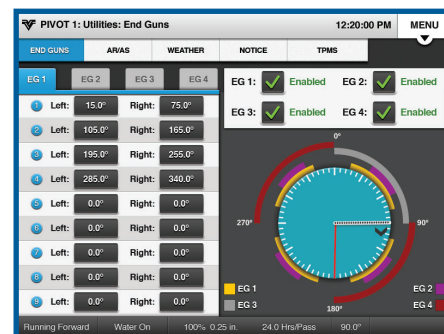 PIVOT 1: Utilities: End Guns 12:20:00 PM MENU
END GUNS AR/AS WEATHER NOTICE TPMS
EG 1 EG 2 EG 3 EG 4
1 Left: 15.0° Right: 75.0°
2 Left: 105.0° Right: 165.0°
3 Left: 195.0° Right: 255.0°
4 Left: 285.0° Right: 340.0°
5 Left: 0.0° Right: 0.0°
6 Left: 0.0° Right: 0.0°
7 Left: 0.0° Right: 0.0°
8 Left: 0.0° Right: 0.0°
9 Left: 0.0° Right: 0.0°
EG 1: Enabled EG 2: Enabled
EG 3: Enabled EG 4: Enabled
0°
270° 90°
180°
EG 1 EG 2
EG 3 EG 4
Running Forward Water On 100% 0.25 in. 24.0 Hrs/Pass 90.0°